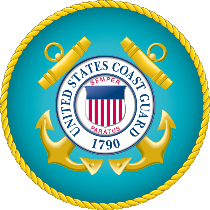 UNITED STATES COAST GUARD
SEMPER
PARATUS
1790